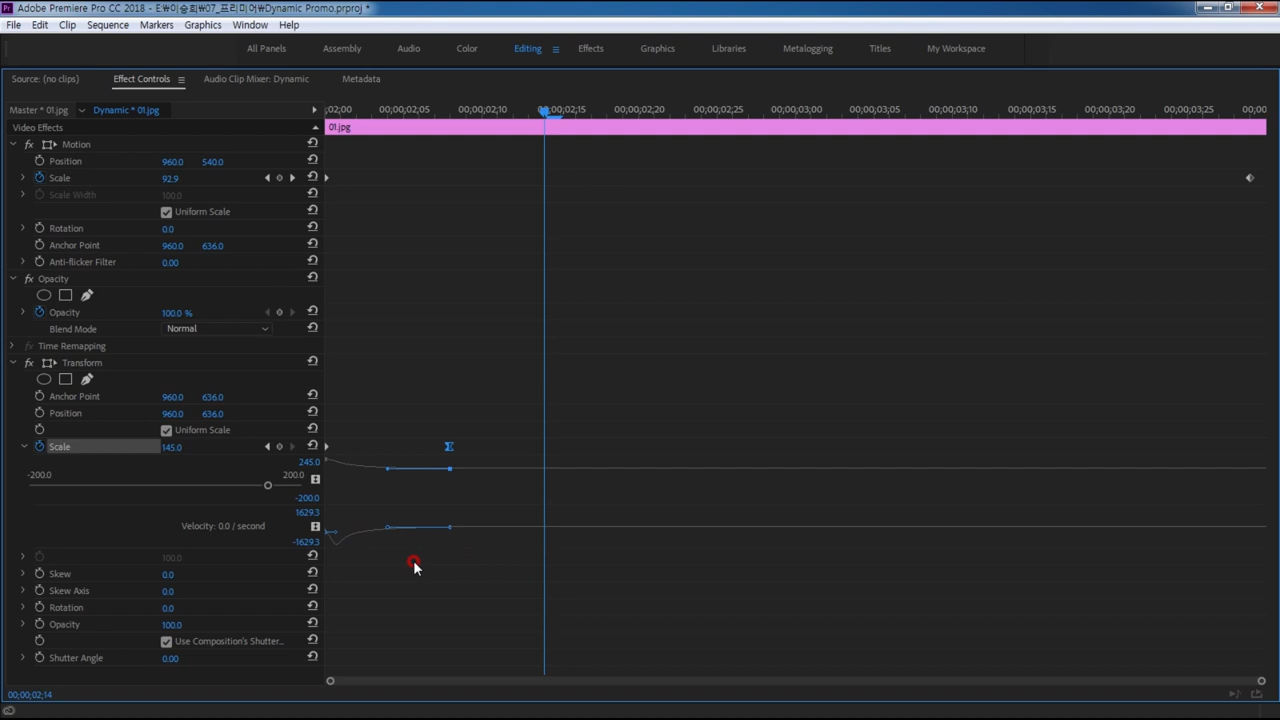 Adobe Premiere Pro CC 2018 - E:₩이승희₩07_프리미어₩Dynamic Promo.prproj *
File Edit Clip Sequence Markers Graphics Window Help
All Panels Assembly Audio Color Editing Effects Graphics Libraries Metalogging Titles My Workspace
Source: (no clips) Effect Controls Audio Clip Mixer: Dynamic Metadata
Master * 01.jpg Dynamic * 01.jpg
;02;00 00;00;02;05 00;00;02;10 00;00;02;15 00;00;02;20 00;00;02;25 00;00;03;00 00;00;03;05 00;00;03;10 00;00;03;15 00;00;03;20 00;00;03;25 00;00
Video Effects 01.jpg
fx Motion
Position 960.0 540.0
Scale 92.9
Scale Width 100.0
Uniform Scale
Rotation 0.0
Anchor Point 960.0 636.0
Anti-flicker Filter 0.00
fx Opacity
Opacity 100.0 %
Blend Mode Normal
fx Time Remapping
fx Transform
Anchor Point 960.0 636.0
Position 960.0 636.0
Uniform Scale
Scale 145.0
245.0
-200.0 200.0
-200.0
1629.3
Velocity: 0.0 / second
-1629.3
100.0
Skew 0.0
Skew Axis 0.0
Rotation 0.0
Opacity 100.0
Use Composition's Shutter...
Shutter Angle 0.00
00;00;02;14